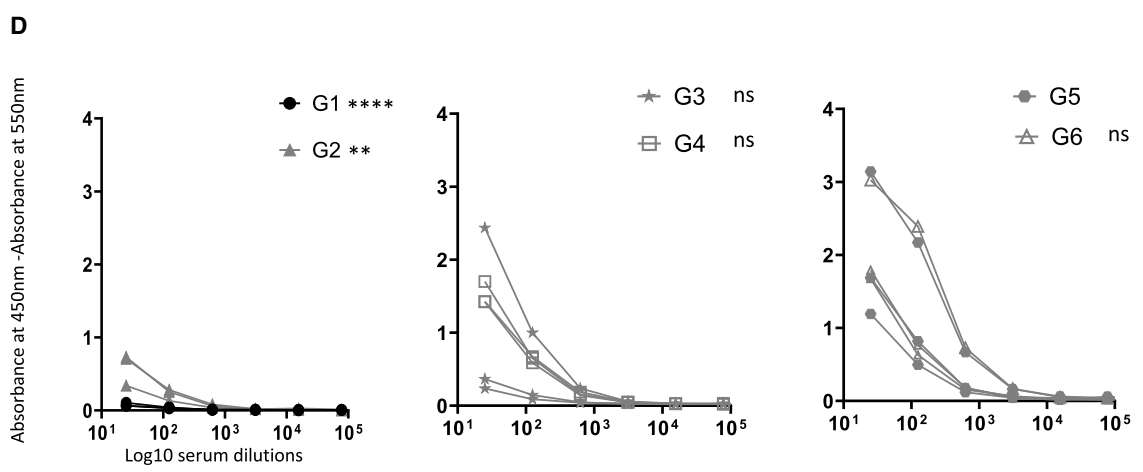 D
Absorbance at 450nm -Absorbance at 550nm
G1 ****
G2 **
4
3
2
1
0
10¹ 10² 10³ 10⁴ 10⁵
Log10 serum dilutions
G3 ns
G4 ns
4
3
2
1
0
10¹ 10² 10³ 10⁴ 10⁵
G5
G6 ns
4
3
2
1
0
10¹ 10² 10³ 10⁴ 10⁵